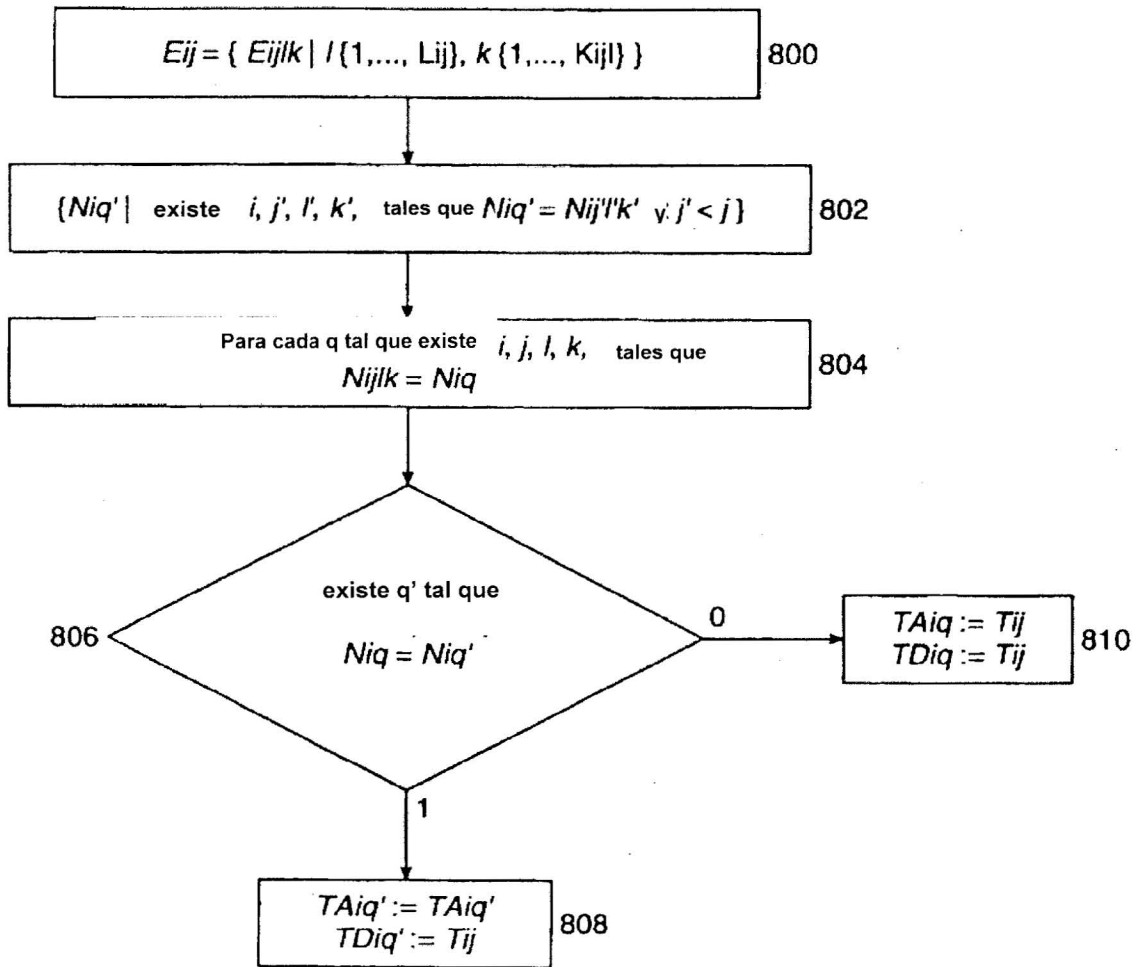 Eij = { Eijlk | l {1,..., Lij}, k {1,..., Kijl} }
800
{Niq' | existe i, j', l', k', tales que Niq' = Nij'l'k' y j' < j }
802
Para cada q tal que existe i, j, l, k, tales que
Nijlk = Niq
804
existe q’ tal que
Niq = Niq'
806
0
TAiq := Tij
TDiq := Tij
810
1
TAiq' := TAiq'
TDiq' := Tij
808